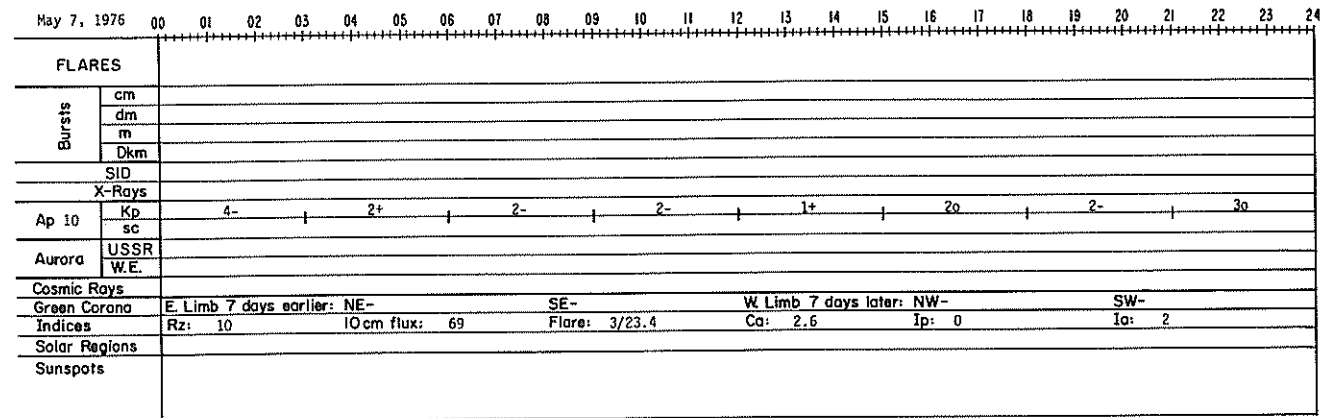 May 7, 1976 00 01 02 03 04 05 06 07 08 09 10 11 12 13 14 15 16 17 18 19 20 21 22 23 24
FLARES
Bursts
cm
dm
m
Dkm
SID
X-Rays
Ap 10 Kp 4- 2+ 2- 2- 1+ 2o 2- 3o
sc
Aurora USSR
W.E.
Cosmic Rays
Green Corona E. Limb 7 days earlier: NE- SE- W. Limb 7 days later: NW- SW-
Indices Rz: 10 10 cm flux: 69 Flare: 3/23.4 Ca: 2.6 Ip: 0 Ia: 2
Solar Regions
Sunspots